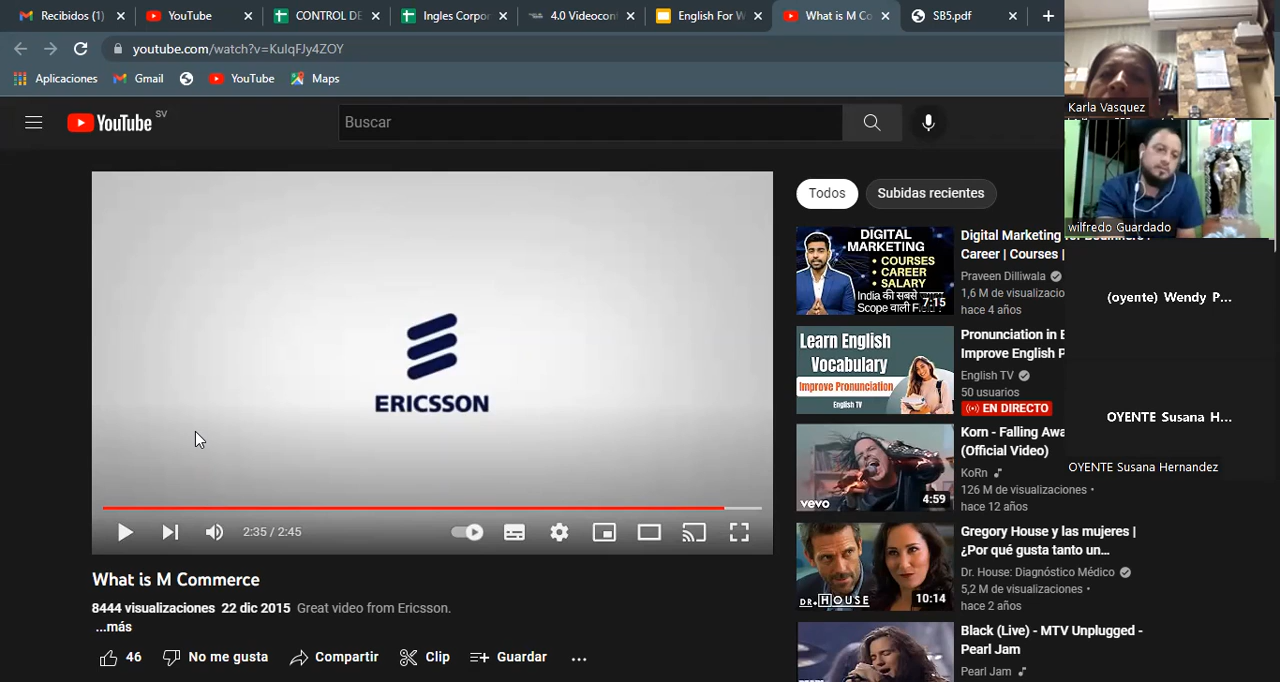 Recibidos (1)
YouTube
CONTROL DE
Ingles Corpor
4.0 Videocon
English For W
What is M Co
SB5.pdf
youtube.com/watch?v=KulqFJy4ZOY
Aplicaciones
Gmail
YouTube
Maps
YouTube SV
Buscar
Todos
Subidas recientes
ERICSSON
2:35 / 2:45
What is M Commerce
8444 visualizaciones 22 dic 2015 Great video from Ericsson.
...más
46
No me gusta
Compartir
Clip
Guardar
DIGITAL
MARKETING
• COURSES
• CAREER
• SALARY
India की सबसे
Scope वाली
7:15
Digital Marketing
Career | Courses |
Praveen Dilliwala
1,6 M de visualizacio
hace 4 años
Learn English
Vocabulary
Improve Pronunciation
English TV
Pronunciation in E
Improve English P
English TV
50 usuarios
EN DIRECTO
vevo
4:59
Korn - Falling Awa
(Official Video)
KoRn
126 M de visualizaciones •
hace 12 años
DR. HOUSE
10:14
Gregory House y las mujeres |
¿Por qué gusta tanto un...
Dr. House: Diagnóstico Médico
5,2 M de visualizaciones •
hace 2 años
Black (Live) - MTV Unplugged -
Pearl Jam
Pearl Jam
Karla Vasquez
wilfredo Guardado
(oyente) Wendy P...
OYENTE Susana H...
OYENTE Susana Hernandez